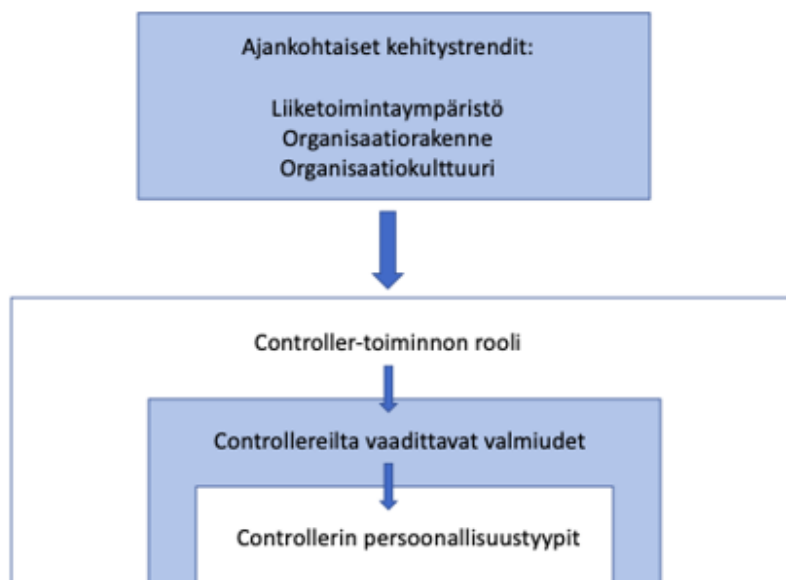 Ajankohtaiset kehitystrendit:
Liiketoimintaympäristö
Organisaatiorakenne
Organisaatiokulttuuri
Controller-toiminnon rooli
Controllereilta vaadittavat valmiudet
Controllerin persoonallisuustyypit